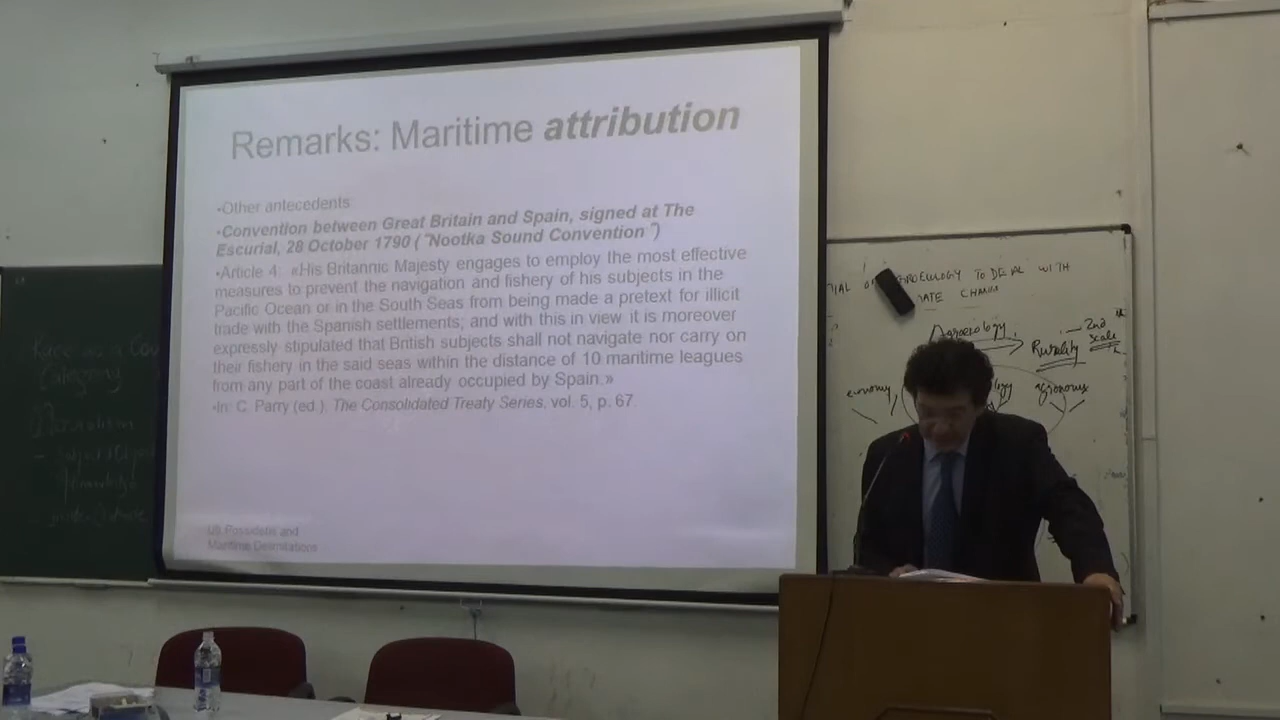 Remarks: Maritime attribution
•Other antecedents
•Convention between Great Britain and Spain, signed at The
Escurial, 28 October 1790 (˝Nootka Sound Convention˝)
•Article 4: «His Britannic Majesty engages to employ the most effective
measures to prevent the navigation and fishery of his subjects in the
Pacific Ocean or in the South Seas from being made a pretext for illicit
trade with the Spanish settlements; and with this in view it is moreover
expressly stipulated that British subjects shall not navigate nor carry on
their fishery in the said seas within the distance of 10 maritime leagues
from any part of the coast already occupied by Spain.»
•In: C. Parry (ed.), The Consolidated Treaty Series, vol. 5, p. 67.
Uti Possidetis and
Maritime Delimitations
TO DEAL WITH
Agroecology
Rurality
2nd
scale
economy
agronomy
Category